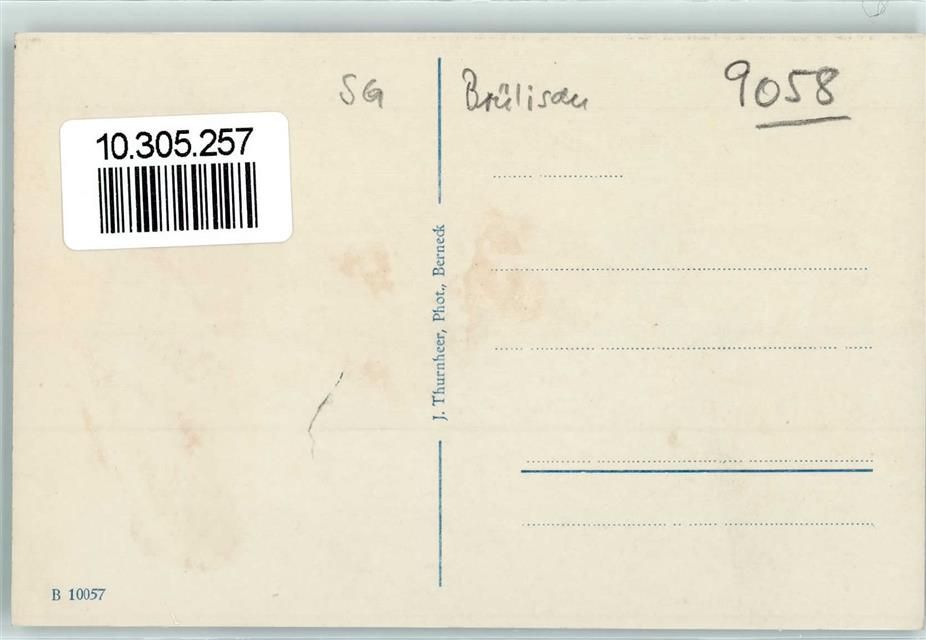 SG Brülisau 9058
10.305.257
J. Thurnheer, Phot., Berneck
B 10057